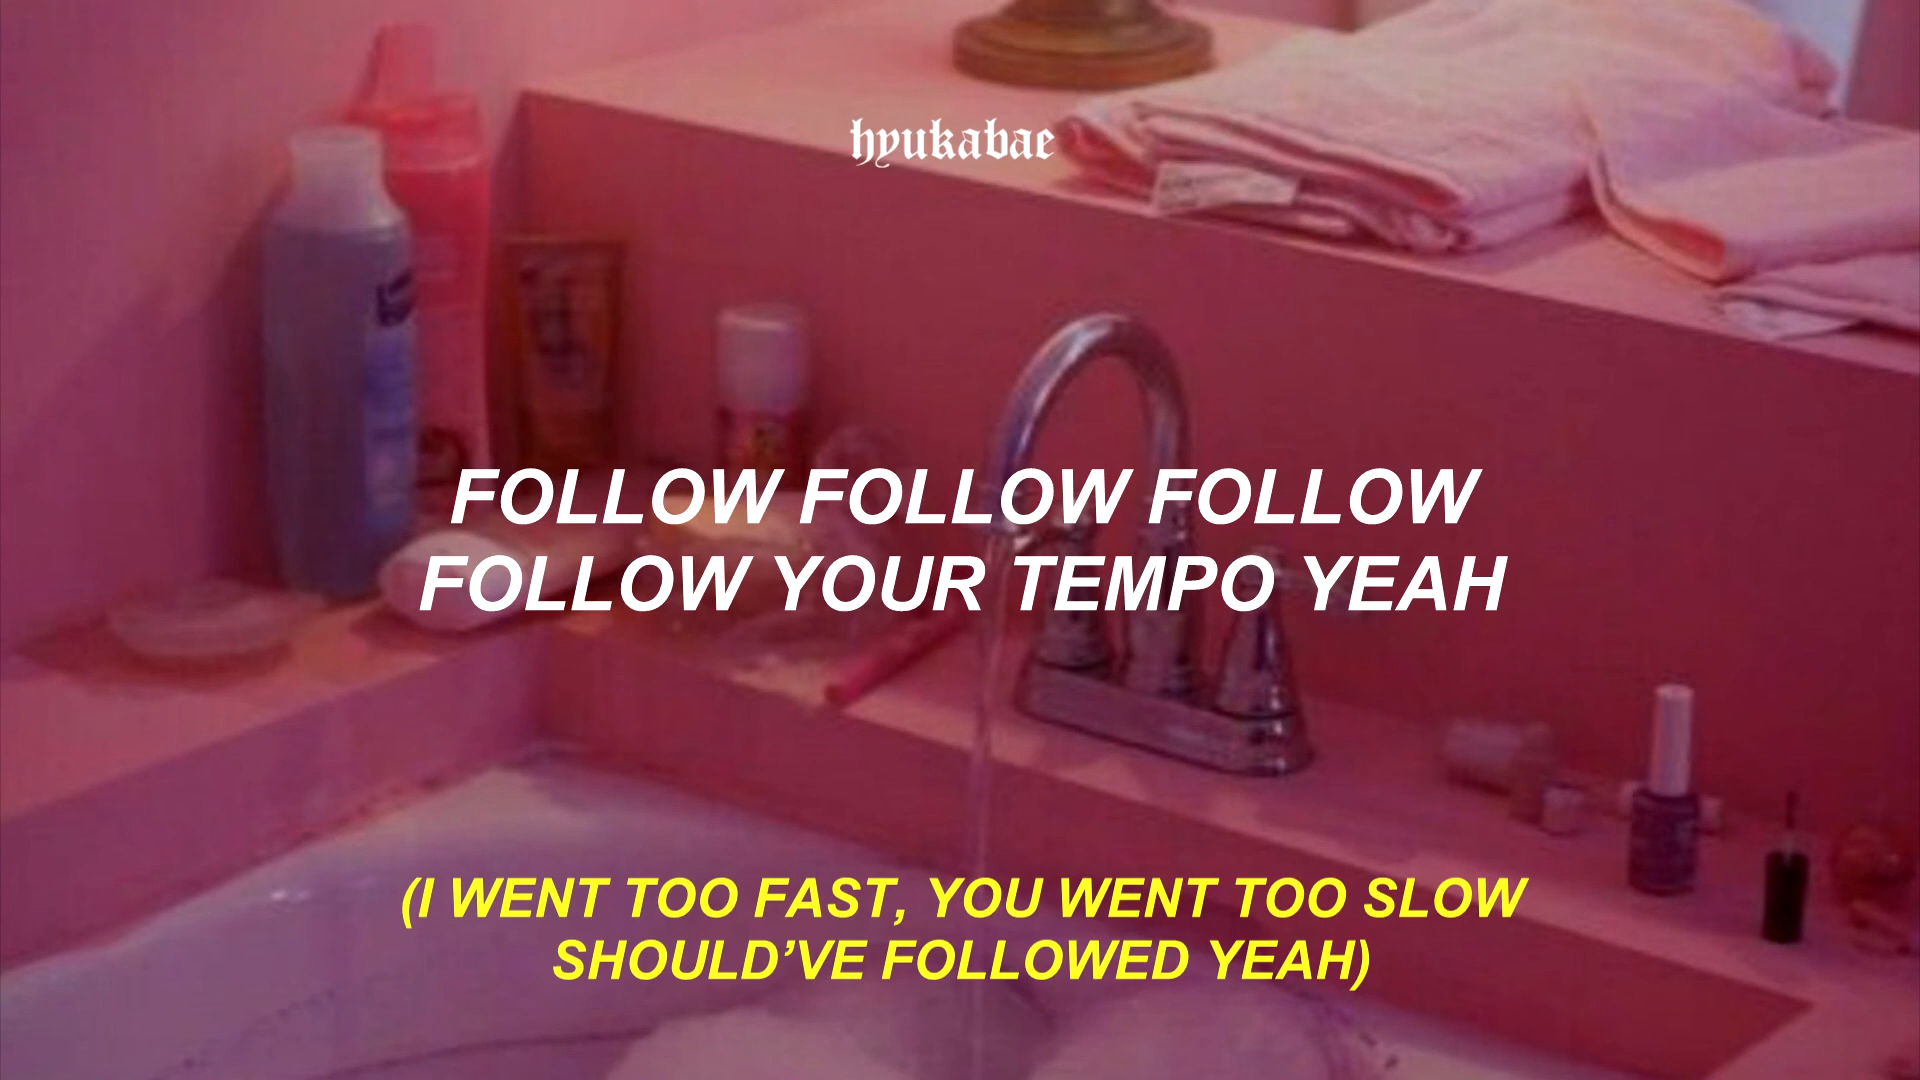 hyukabae
FOLLOW FOLLOW FOLLOW
FOLLOW YOUR TEMPO YEAH
(I WENT TOO FAST, YOU WENT TOO SLOW
SHOULD’VE FOLLOWED YEAH)